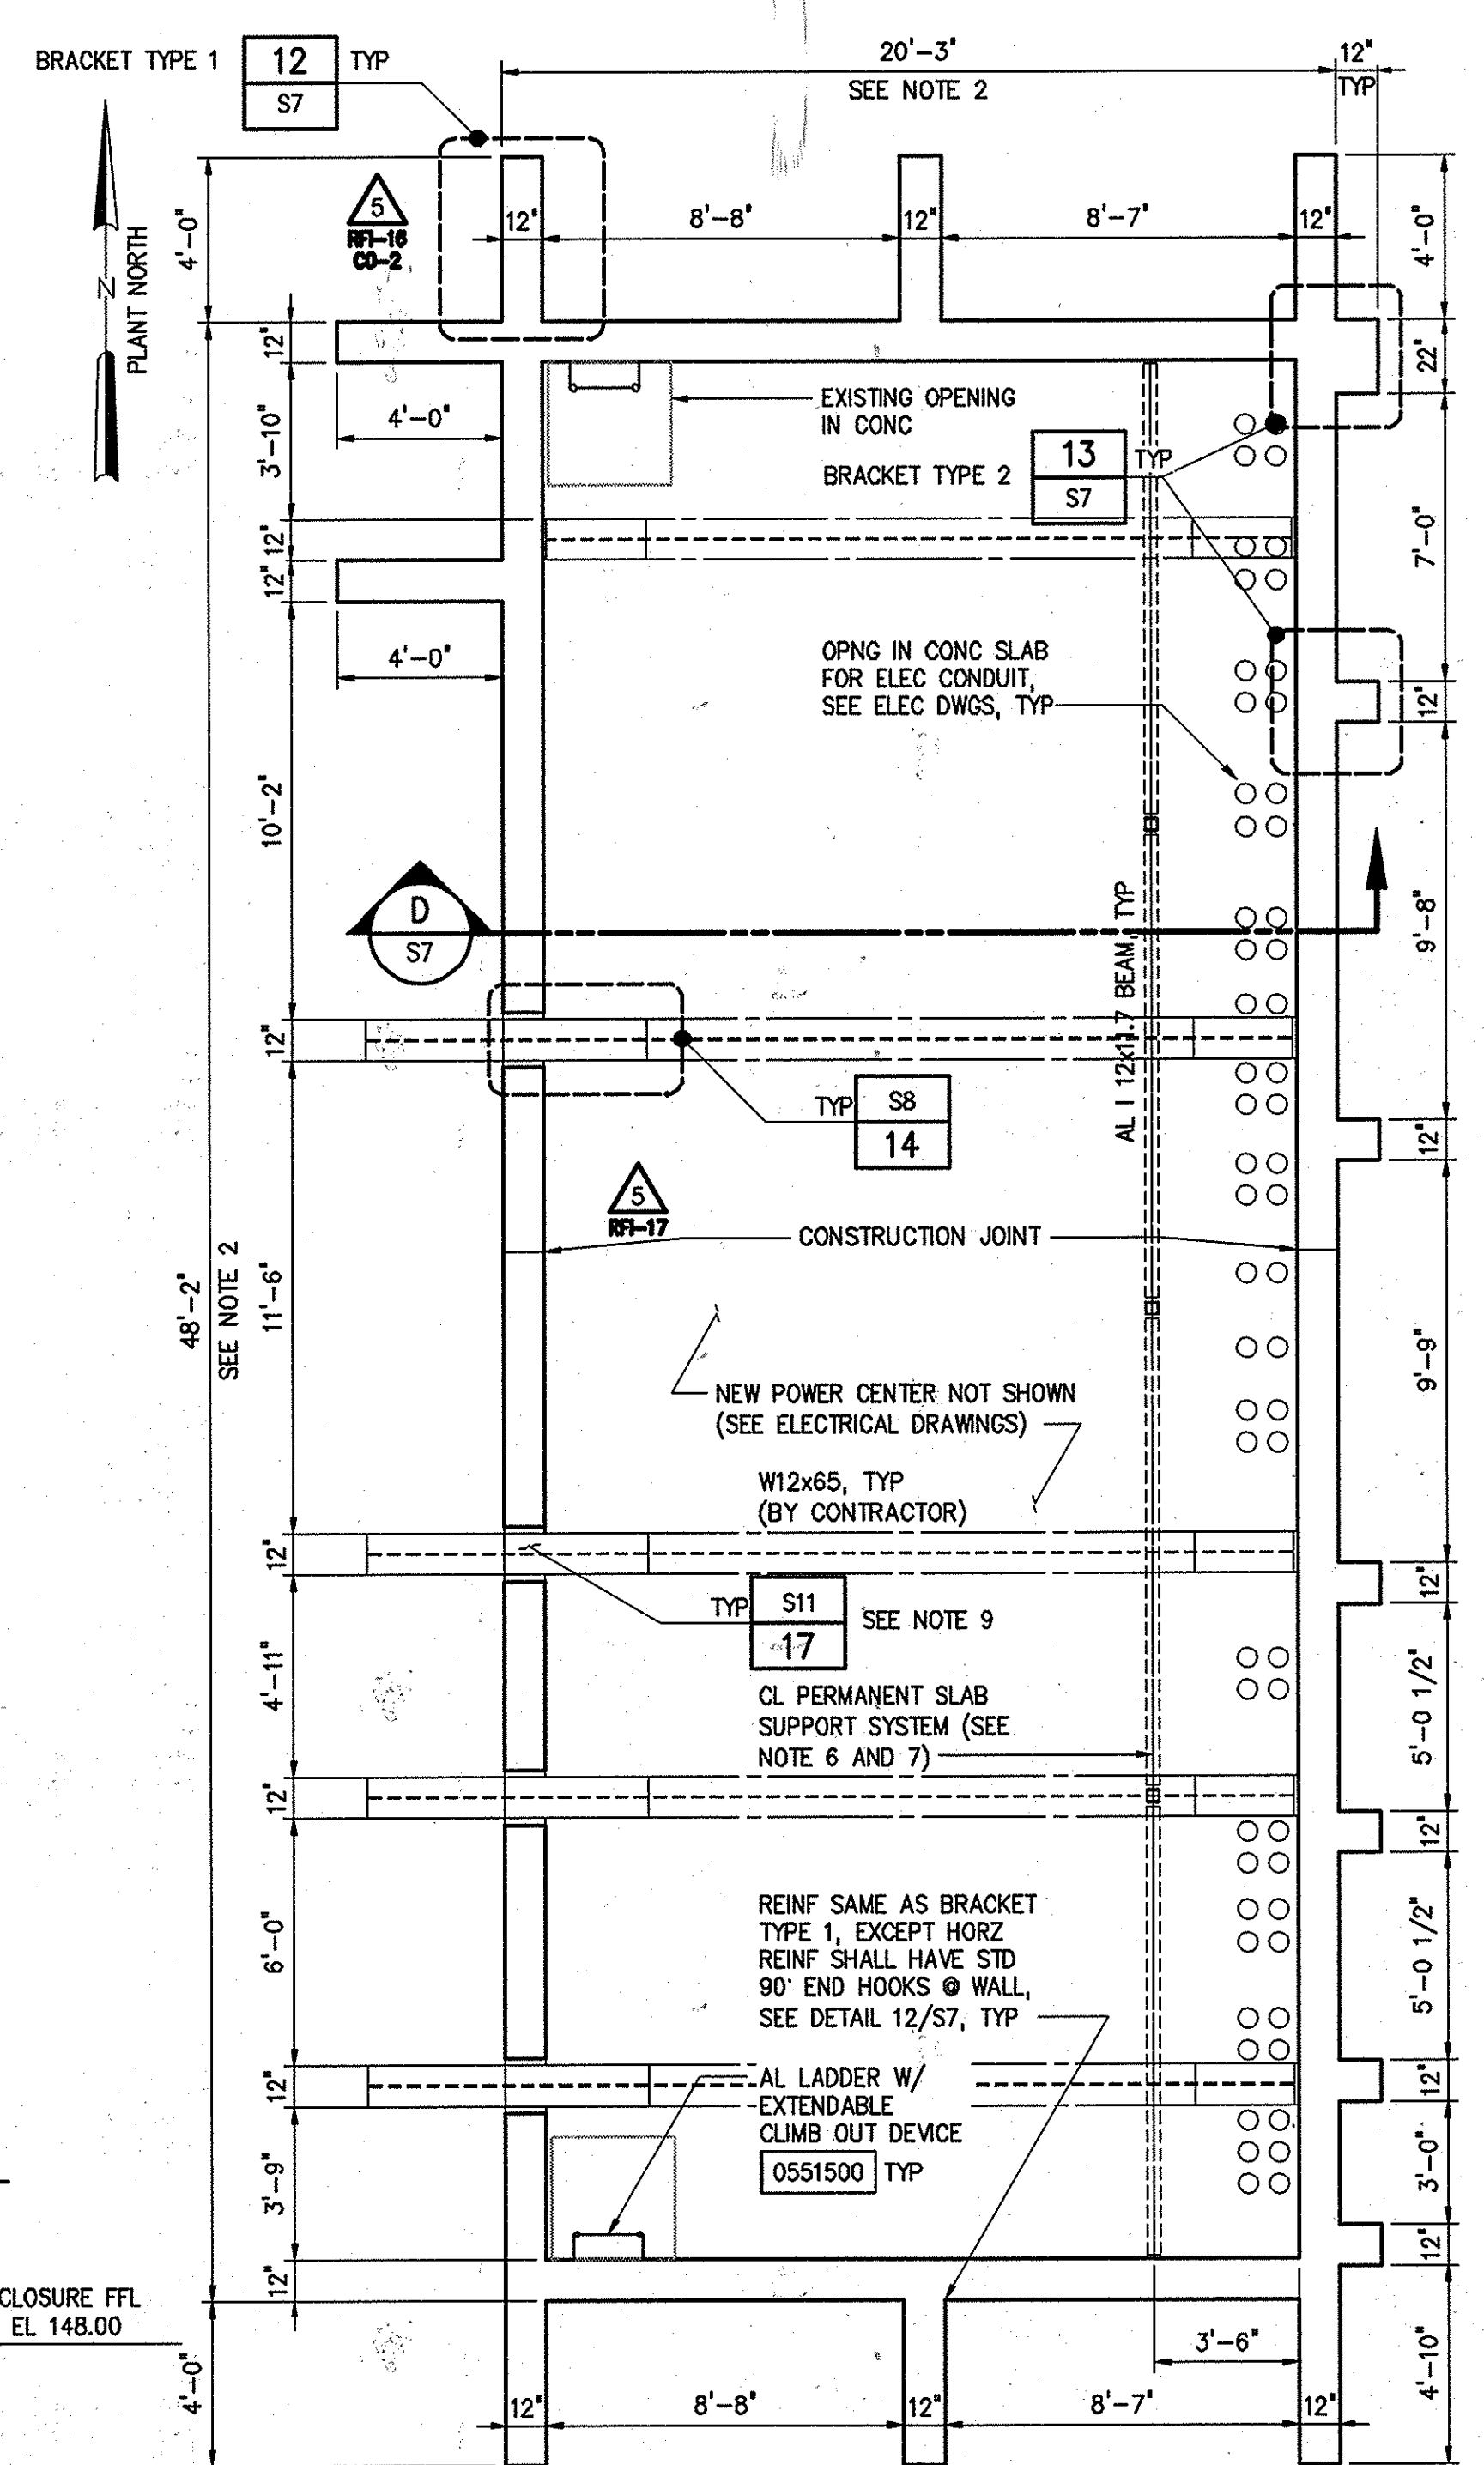 BRACKET TYPE 1
12
S7
TYP
20'-3"
SEE NOTE 2
12"
TYP
N
PLANT NORTH
4'-0"
5
RFI-16
CO-2
12"
8'-8"
12"
8'-7"
12"
4'-0"
12"
4'-0"
3'-10"
EXISTING OPENING
IN CONC
BRACKET TYPE 2
13
S7
TYP
22"
7'-0"
12"
12"
4'-0"
OPNG IN CONC SLAB
FOR ELEC CONDUIT,
SEE ELEC DWGS, TYP
12"
10'-2"
D
S7
AL I 12x11.7 BEAM, TYP
9'-8"
12"
TYP
S8
14
12"
5
RFI-17
CONSTRUCTION JOINT
48'-2"
SEE NOTE 2
11'-6"
NEW POWER CENTER NOT SHOWN
(SEE ELECTRICAL DRAWINGS)
9'-9"
W12x65, TYP
(BY CONTRACTOR)
12"
12"
TYP
S11
17
SEE NOTE 9
4'-11"
CL PERMANENT SLAB
SUPPORT SYSTEM (SEE
NOTE 6 AND 7)
5'-0 1/2"
12"
12"
6'-0"
REINF SAME AS BRACKET
TYPE 1, EXCEPT HORZ
REINF SHALL HAVE STD
90° END HOOKS @ WALL,
SEE DETAIL 12/S7, TYP
5'-0 1/2"
12"
AL LADDER W/
EXTENDABLE
CLIMB OUT DEVICE
0551500
TYP
12"
3'-9"
3'-0"
12"
12"
CLOSURE FFL
EL 148.00
4'-0"
3'-6"
4'-10"
12"
8'-8"
12"
8'-7"
12"